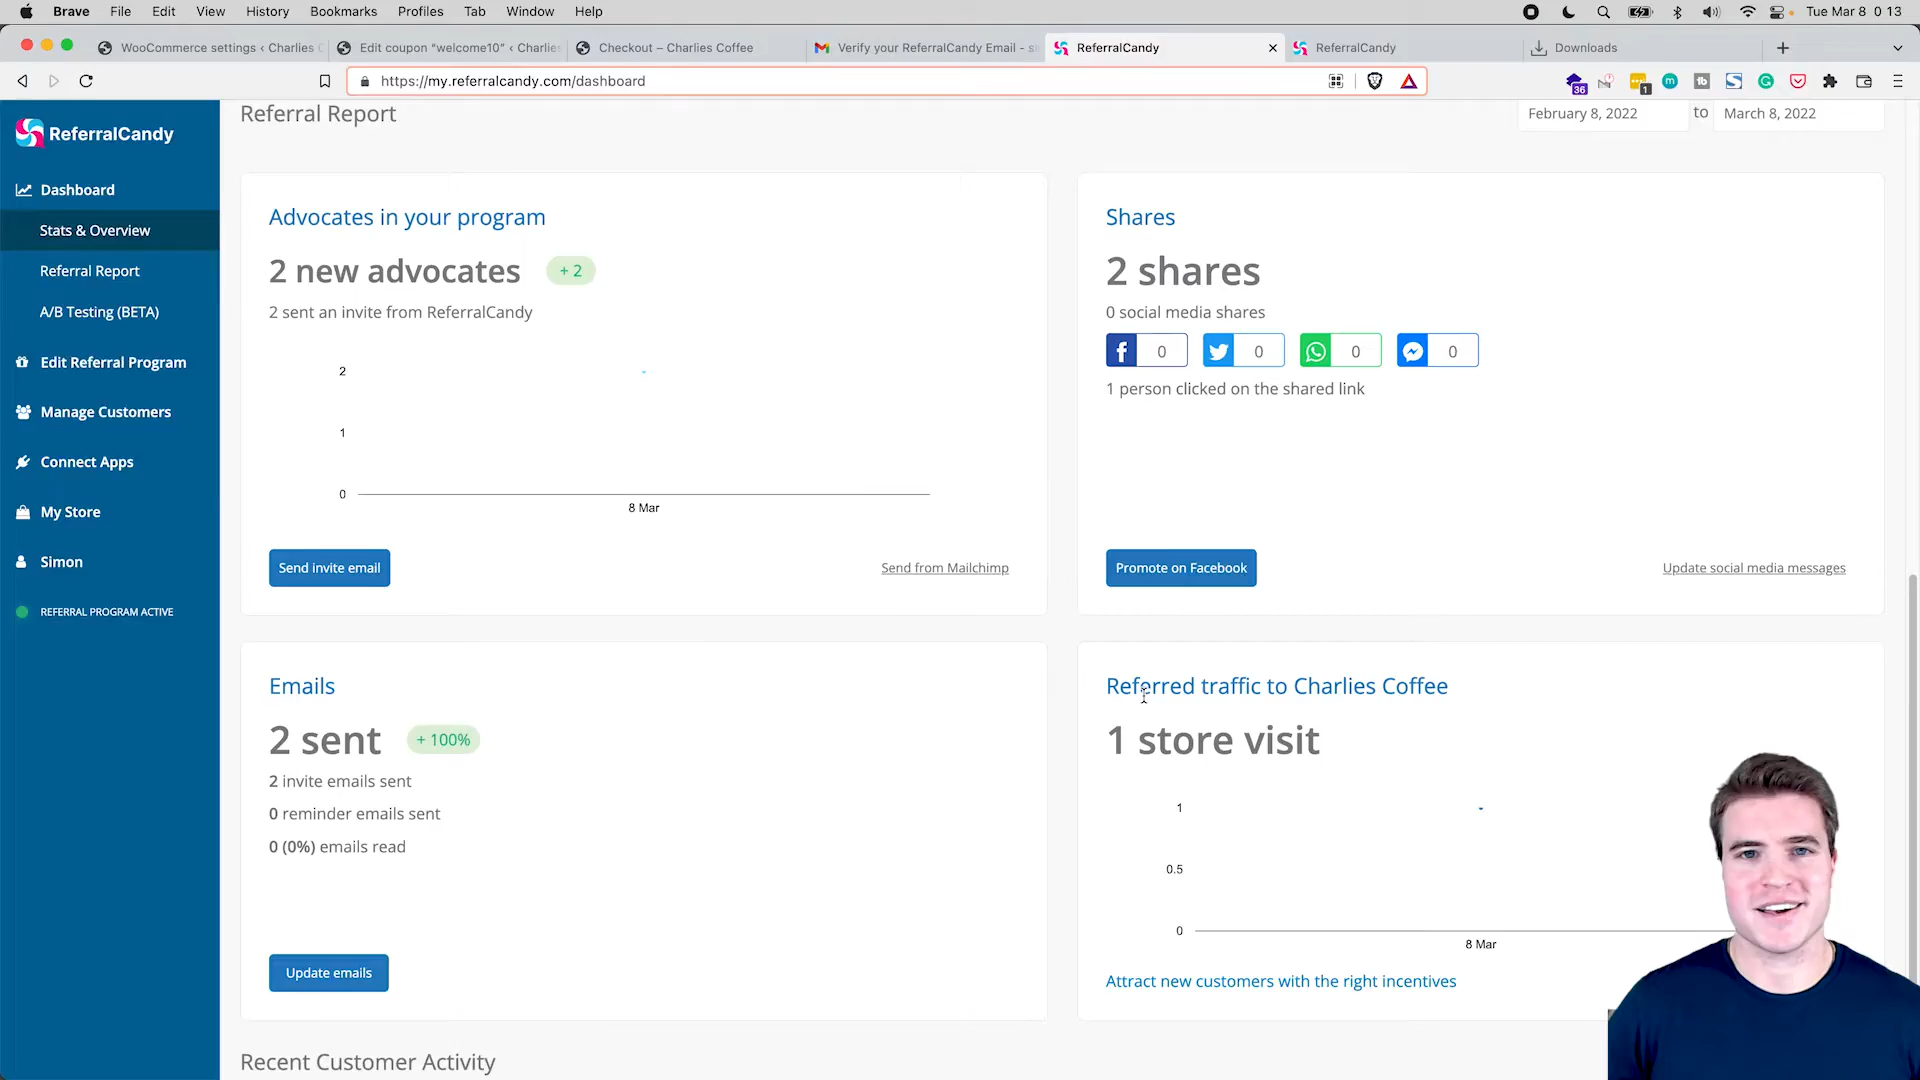 Brave File Edit View History Bookmarks Profiles Tab Window Help Tue Mar 8 0 13
WooCommerce settings ‹ Charlies C Edit coupon “welcome10” ‹ Charlies Checkout – Charlies Coffee Verify your ReferralCandy Email - si ReferralCandy ReferralCandy Downloads
https://my.referralcandy.com/dashboard 36 1
ReferralCandy
Dashboard
Stats & Overview
Referral Report
A/B Testing (BETA)
Edit Referral Program
Manage Customers
Connect Apps
My Store
Simon
REFERRAL PROGRAM ACTIVE
Referral Report
February 8, 2022 to March 8, 2022
Advocates in your program
2 new advocates + 2
2 sent an invite from ReferralCandy
2
1
0
8 Mar
Send invite email Send from Mailchimp
Shares
2 shares
0 social media shares
0 0 0 0
1 person clicked on the shared link
Promote on Facebook Update social media messages
Emails
2 sent + 100%
2 invite emails sent
0 reminder emails sent
0 (0%) emails read
Update emails
Referred traffic to Charlies Coffee
1 store visit
1
0.5
0
8 Mar
Attract new customers with the right incentives
Recent Customer Activity